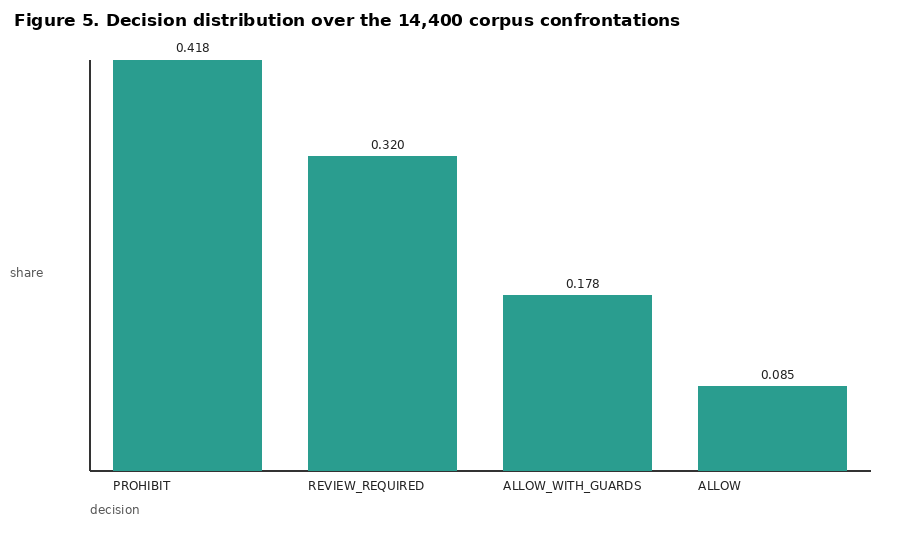 Figure 5. Decision distribution over the 14,400 corpus confrontations
0.418
0.320
0.178
0.085
share
PROHIBIT
REVIEW_REQUIRED
ALLOW_WITH_GUARDS
ALLOW
decision